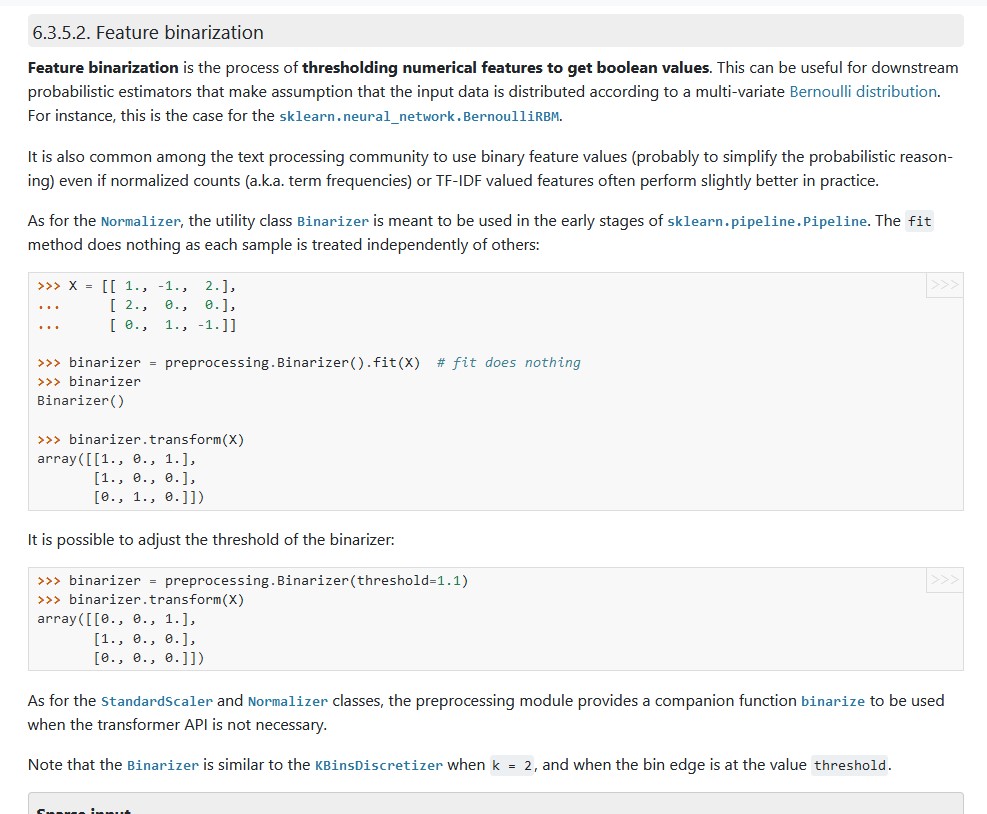 6.3.5.2. Feature binarization
Feature binarization is the process of thresholding numerical features to get boolean values. This can be useful for downstream
probabilistic estimators that make assumption that the input data is distributed according to a multi-variate Bernoulli distribution.
For instance, this is the case for the sklearn.neural_network.BernoulliRBM.
It is also common among the text processing community to use binary feature values (probably to simplify the probabilistic reason-
ing) even if normalized counts (a.k.a. term frequencies) or TF-IDF valued features often perform slightly better in practice.
As for the Normalizer, the utility class Binarizer is meant to be used in the early stages of sklearn.pipeline.Pipeline. The fit
method does nothing as each sample is treated independently of others:
>>> X = [[ 1., -1.,  2.],
...      [ 2.,  0.,  0.],
...      [ 0.,  1., -1.]]
>>>
>>> binarizer = preprocessing.Binarizer().fit(X)  # fit does nothing
>>> binarizer
Binarizer()
>>> binarizer.transform(X)
array([[1., 0., 1.],
       [1., 0., 0.],
       [0., 1., 0.]])
It is possible to adjust the threshold of the binarizer:
>>> binarizer = preprocessing.Binarizer(threshold=1.1)
>>>
>>> binarizer.transform(X)
array([[0., 0., 1.],
       [1., 0., 0.],
       [0., 0., 0.]])
As for the StandardScaler and Normalizer classes, the preprocessing module provides a companion function binarize to be used
when the transformer API is not necessary.
Note that the Binarizer is similar to the KBinsDiscretizer when k = 2, and when the bin edge is at the value threshold.
Sparse input